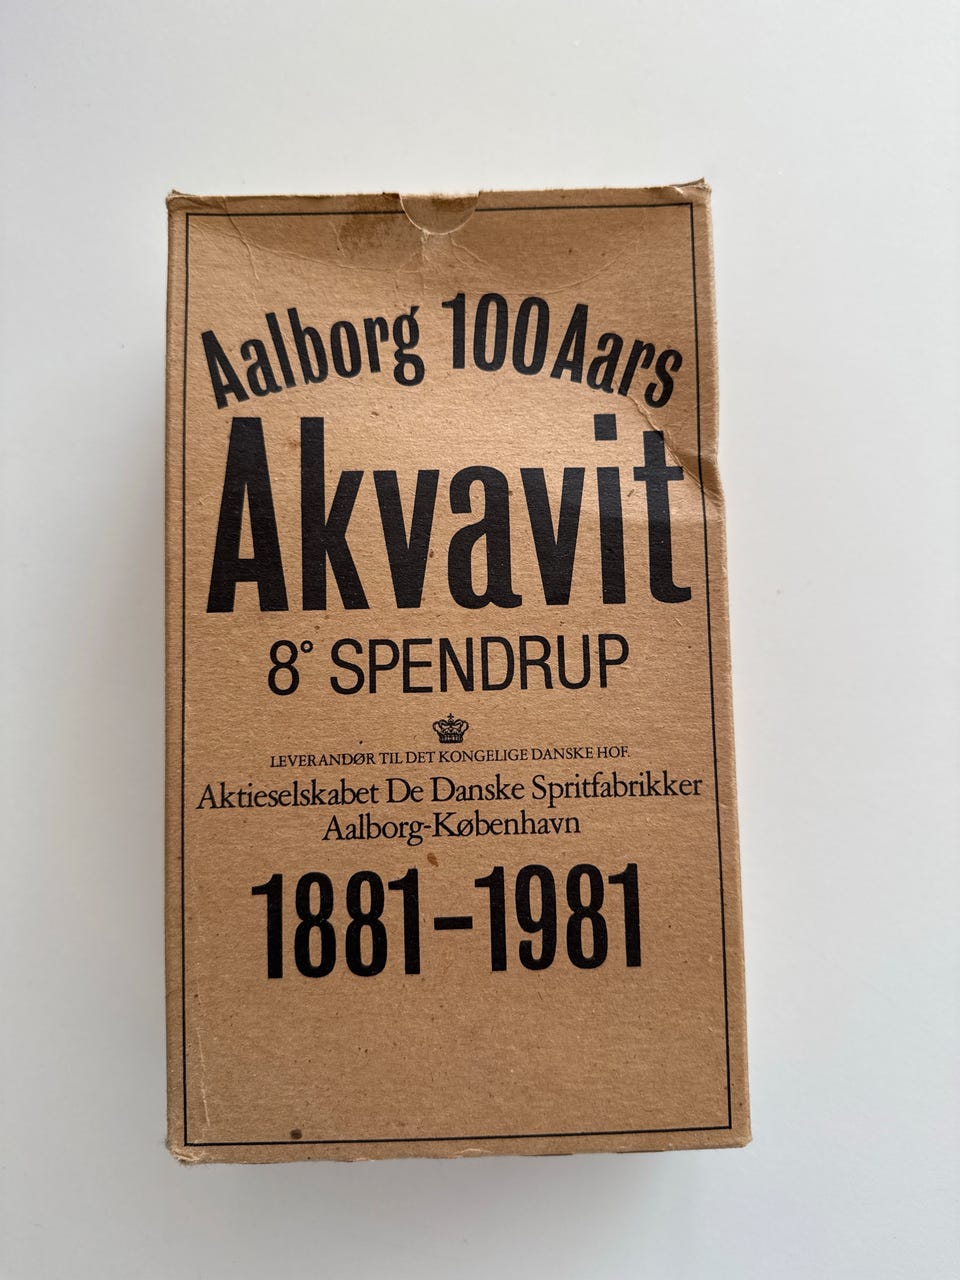 Aalborg 100 Aars
Akvavit
8° SPENDRUP
LEVERANDØR TIL DET KONGELIGE DANSKE HOF.
Aktieselskabet De Danske Spritfabrikker
Aalborg-København
1881-1981